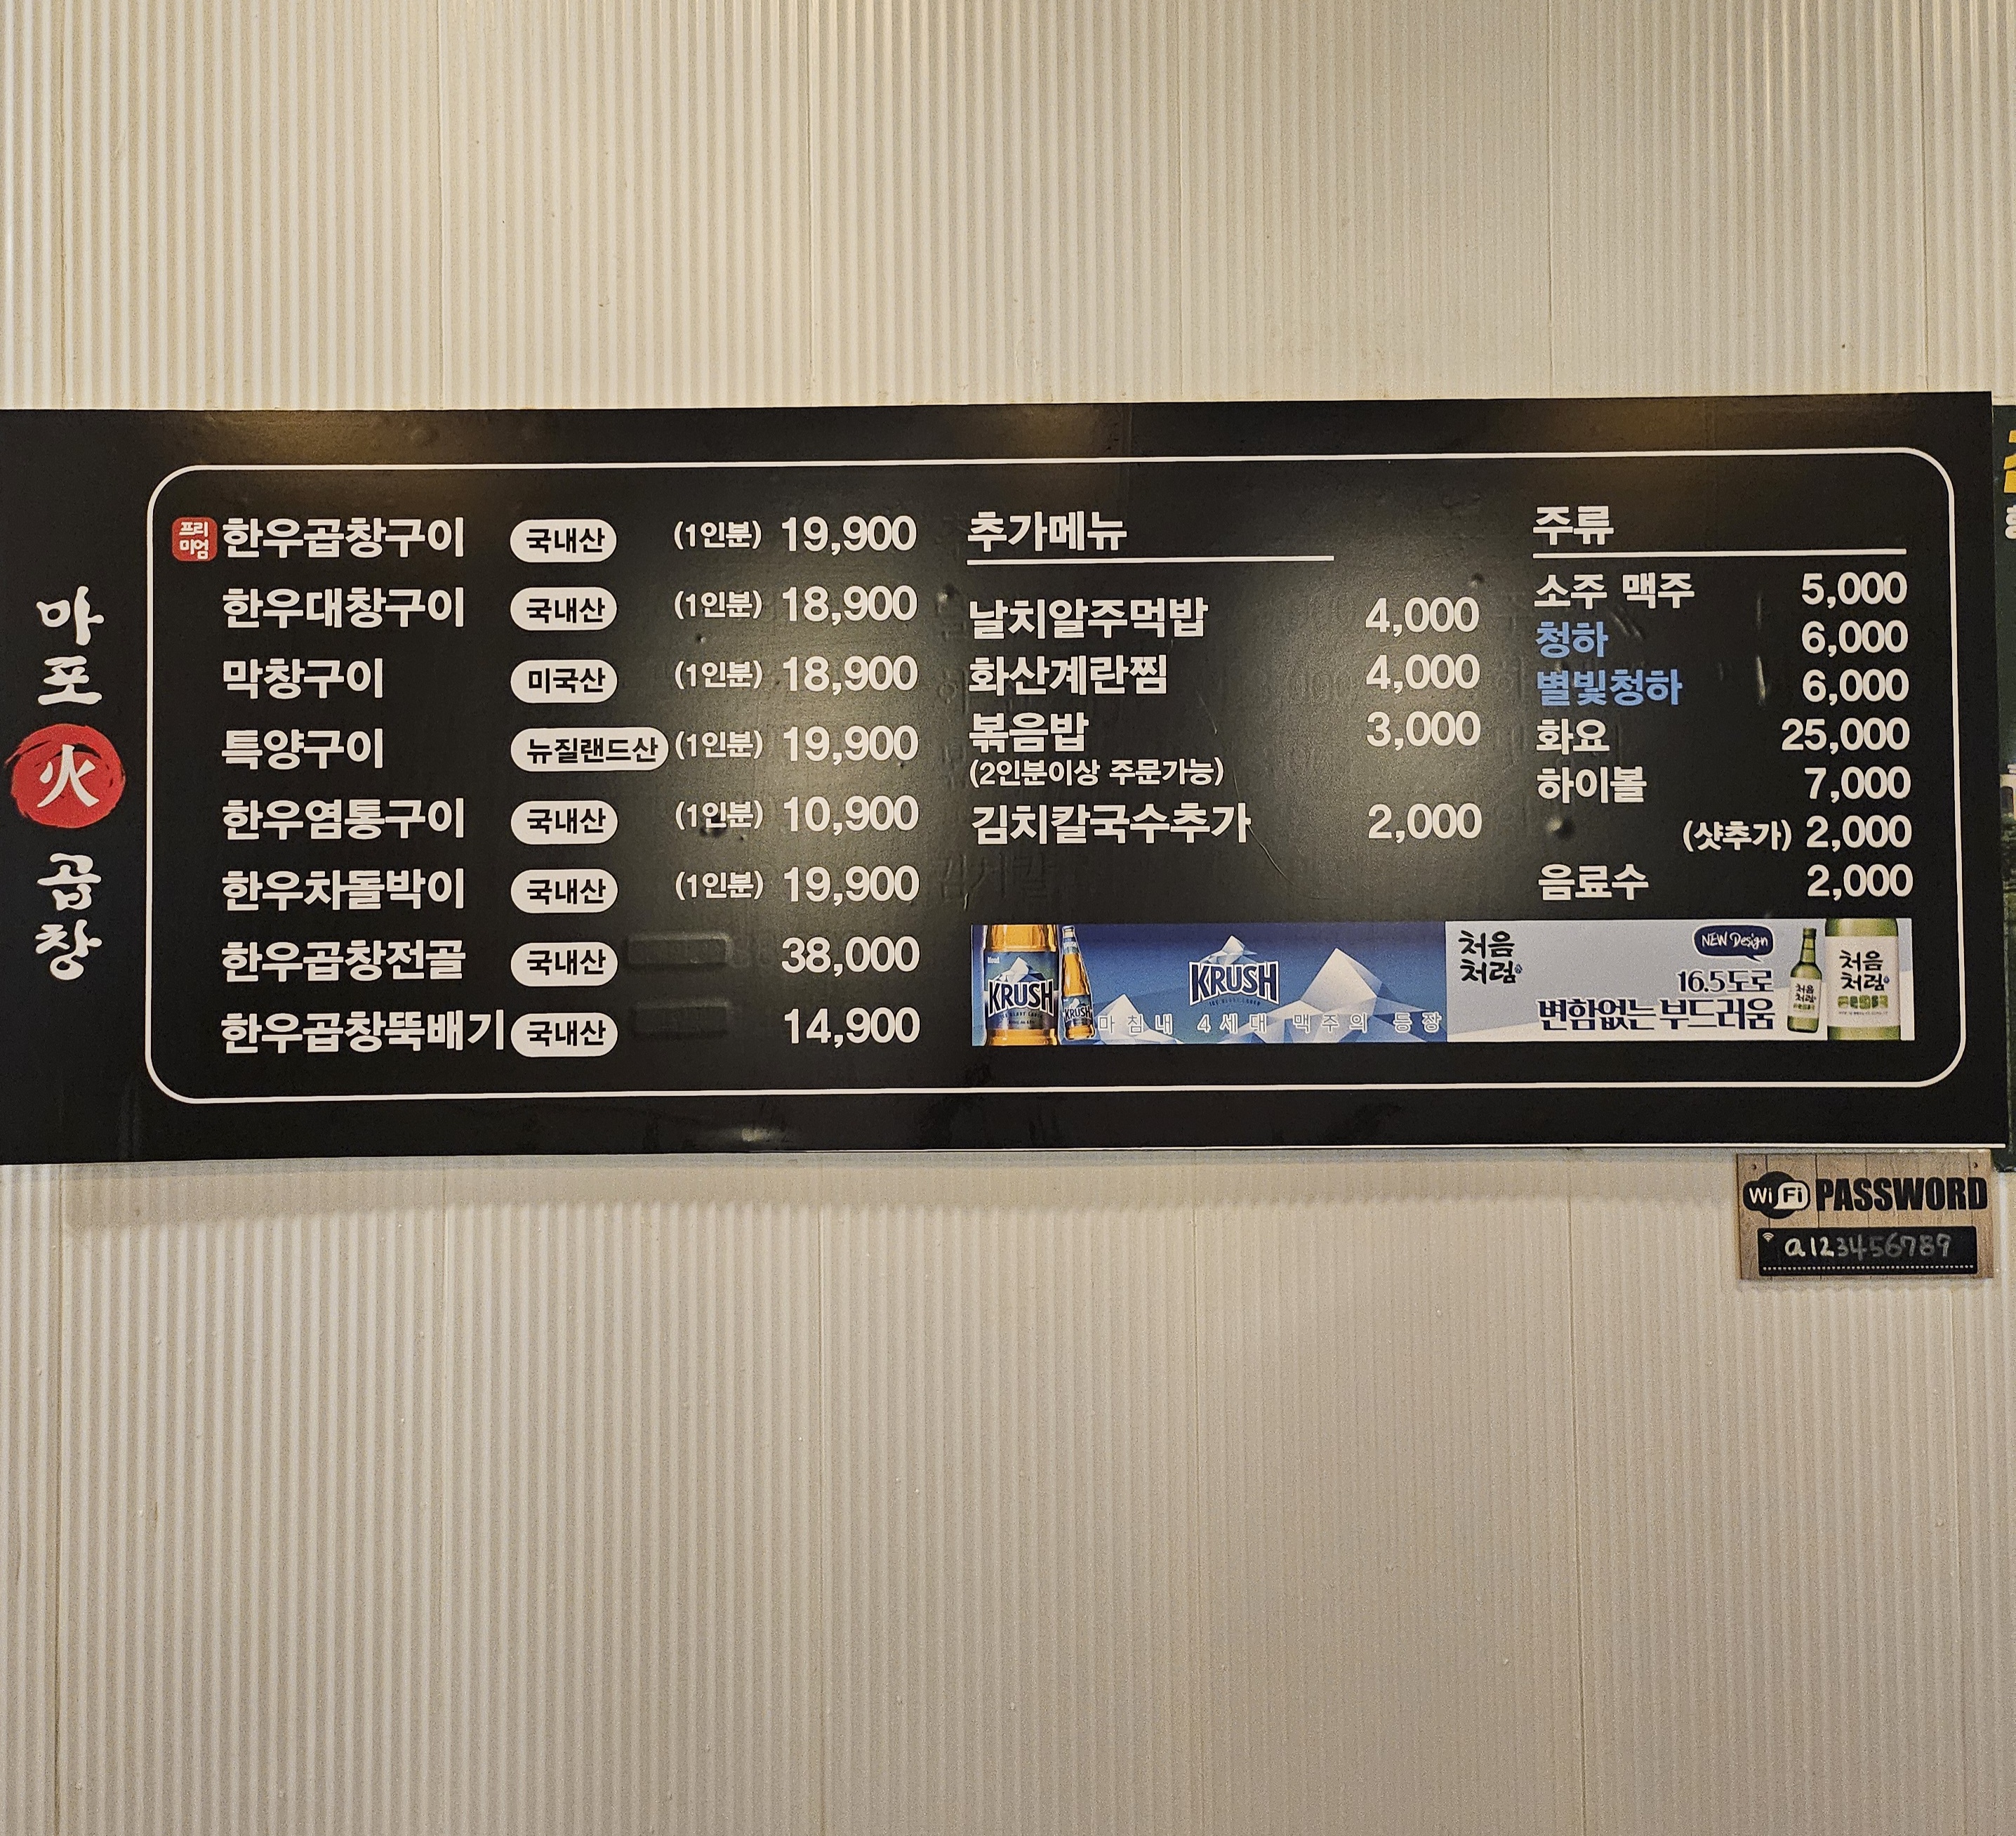 마
포
火
곱
창
프리
미엄
한우곱창구이 국내산 (1인분) 19,900
한우대창구이 국내산 (1인분) 18,900
막창구이 미국산 (1인분) 18,900
특양구이 뉴질랜드산 (1인분) 19,900
한우염통구이 국내산 (1인분) 10,900
한우차돌박이 국내산 (1인분) 19,900
한우곱창전골 국내산 38,000
한우곱창뚝배기 국내산 14,900
추가메뉴
날치알주먹밥 4,000
화산계란찜 4,000
볶음밥 3,000
(2인분이상 주문가능)
김치칼국수추가 2,000
주류
소주 맥주 5,000
청하 6,000
별빛청하 6,000
화요 25,000
하이볼 7,000
(샷추가) 2,000
음료수 2,000
KRUSH
KRUSH
KRUSH
마침내 4세대 맥주의 등장
처음
처럼
NEW Design
16.5도로
변함없는 부드러움
처음
처럼
처음
처럼
WiFi PASSWORD
a123456789